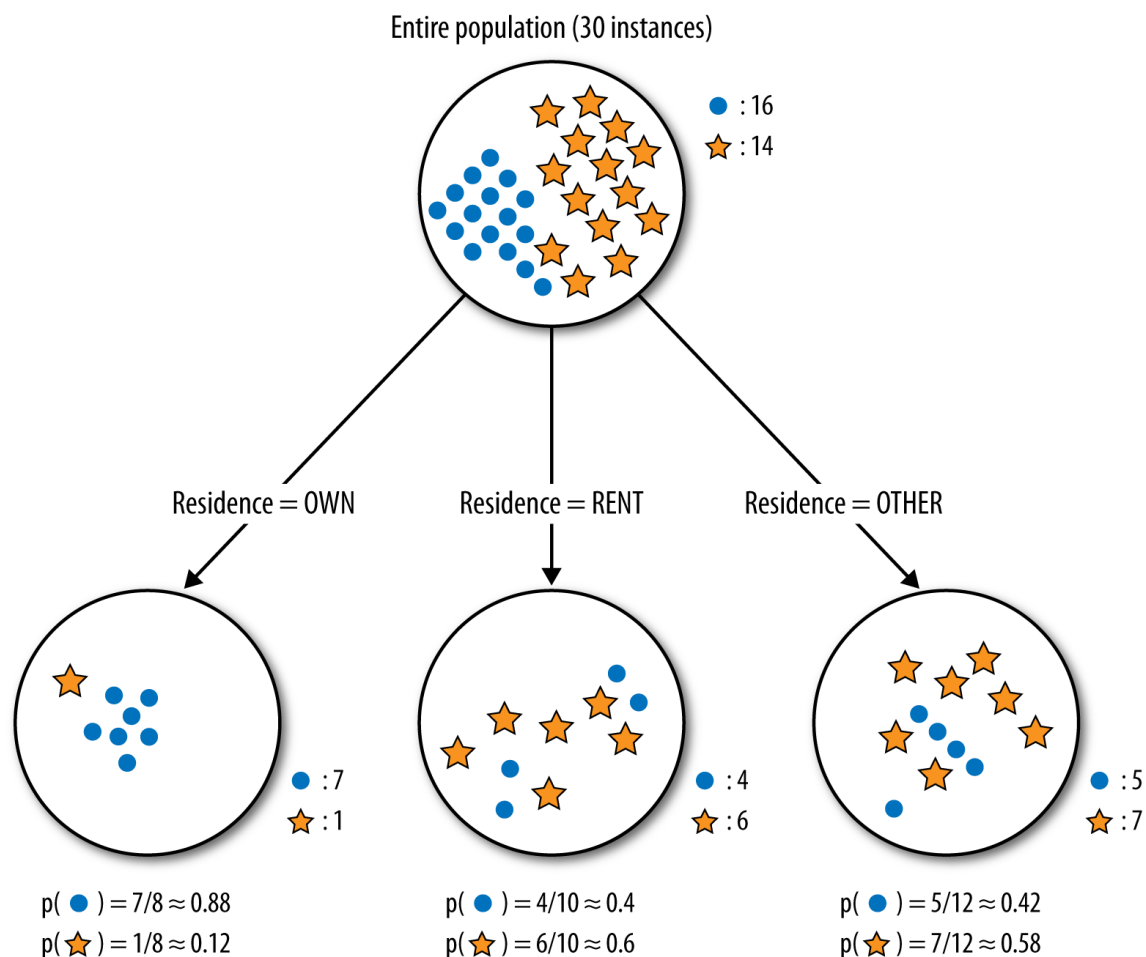 Entire population (30 instances)
: 16
: 14
Residence = OWN
Residence = RENT
Residence = OTHER
: 7
: 1
: 4
: 6
: 5
: 7
p( ) = 7/8 ≈ 0.88
p( ) = 1/8 ≈ 0.12
p( ) = 4/10 ≈ 0.4
p( ) = 6/10 ≈ 0.6
p( ) = 5/12 ≈ 0.42
p( ) = 7/12 ≈ 0.58